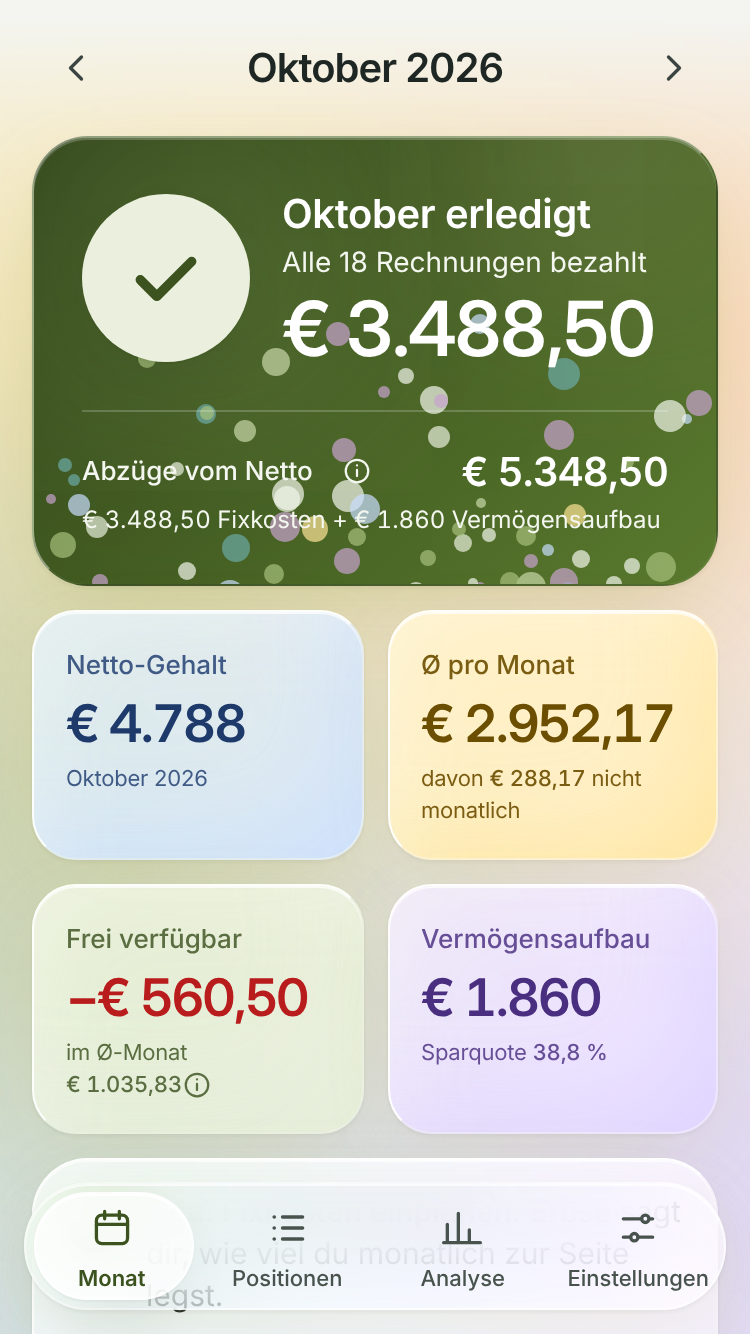 Oktober 2026
Oktober erledigt
Alle 18 Rechnungen bezahlt
€ 3.488,50
Abzüge vom Netto
€ 5.348,50
€ 3.488,50 Fixkosten + € 1.860 Vermögensaufbau
Netto-Gehalt
€ 4.788
Oktober 2026
Ø pro Monat
€ 2.952,17
davon € 288,17 nicht
monatlich
Frei verfügbar
–€ 560,50
im Ø-Monat
€ 1.035,83
Vermögensaufbau
€ 1.860
Sparquote 38,8 %
dir, wie viel du monatlich zur Seite
legst.
Monat
Positionen
Analyse
Einstellungen